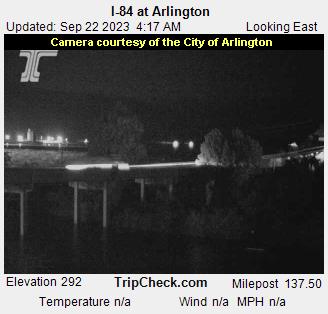 I-84 at Arlington
Updated: Sep 22 2023 4:17 AM Looking East
Camera courtesy of the City of Arlington
Elevation 292 TripCheck.com Milepost 137.50
Temperature n/a Wind n/a MPH n/a